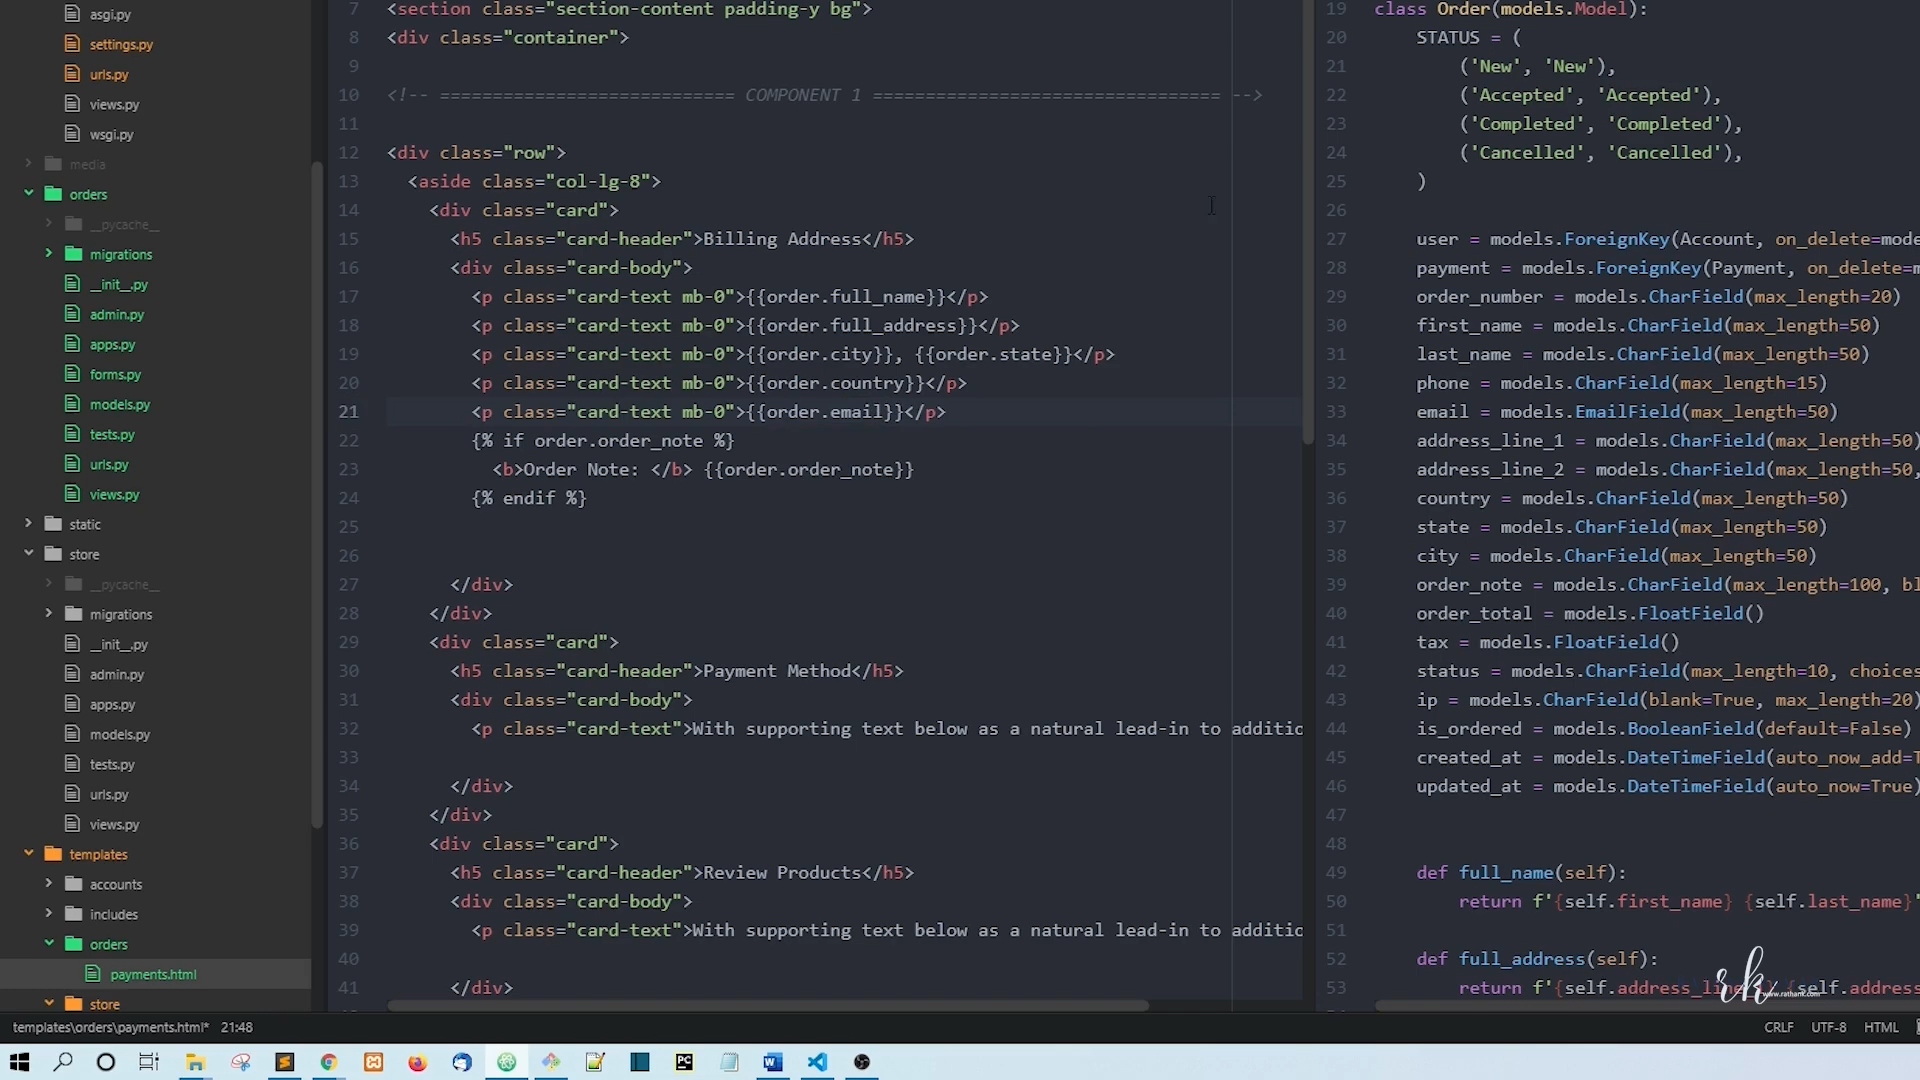 asgi.py
settings.py
urls.py
views.py
wsgi.py
media
orders
__pycache__
migrations
__init__.py
admin.py
apps.py
forms.py
models.py
tests.py
urls.py
views.py
static
store
__pycache__
migrations
__init__.py
admin.py
apps.py
models.py
tests.py
urls.py
views.py
templates
accounts
includes
orders
payments.html
store
7 <section class="section-content padding-y bg">
8 <div class="container">
9
10 <!-- ============================ COMPONENT 1 ================================= -->
11
12 <div class="row">
13 <aside class="col-lg-8">
14 <div class="card">
15 <h5 class="card-header">Billing Address</h5>
16 <div class="card-body">
17 <p class="card-text mb-0">{{order.full_name}}</p>
18 <p class="card-text mb-0">{{order.full_address}}</p>
19 <p class="card-text mb-0">{{order.city}}, {{order.state}}</p>
20 <p class="card-text mb-0">{{order.country}}</p>
21 <p class="card-text mb-0">{{order.email}}</p>
22 {% if order.order_note %}
23 <b>Order Note: </b> {{order.order_note}}
24 {% endif %}
25
26
27 </div>
28 </div>
29 <div class="card">
30 <h5 class="card-header">Payment Method</h5>
31 <div class="card-body">
32 <p class="card-text">With supporting text below as a natural lead-in to additio
33
34 </div>
35 </div>
36 <div class="card">
37 <h5 class="card-header">Review Products</h5>
38 <div class="card-body">
39 <p class="card-text">With supporting text below as a natural lead-in to additio
40
41 </div>
19 class Order(models.Model):
20 STATUS = (
21 ('New', 'New'),
22 ('Accepted', 'Accepted'),
23 ('Completed', 'Completed'),
24 ('Cancelled', 'Cancelled'),
25 )
26
27 user = models.ForeignKey(Account, on_delete=mode
28 payment = models.ForeignKey(Payment, on_delete=m
29 order_number = models.CharField(max_length=20)
30 first_name = models.CharField(max_length=50)
31 last_name = models.CharField(max_length=50)
32 phone = models.CharField(max_length=15)
33 email = models.EmailField(max_length=50)
34 address_line_1 = models.CharField(max_length=50)
35 address_line_2 = models.CharField(max_length=50,
36 country = models.CharField(max_length=50)
37 state = models.CharField(max_length=50)
38 city = models.CharField(max_length=50)
39 order_note = models.CharField(max_length=100, bl
40 order_total = models.FloatField()
41 tax = models.FloatField()
42 status = models.CharField(max_length=10, choices
43 ip = models.CharField(blank=True, max_length=20)
44 is_ordered = models.BooleanField(default=False)
45 created_at = models.DateTimeField(auto_now_add=T
46 updated_at = models.DateTimeField(auto_now=True)
47
48
49 def full_name(self):
50 return f'{self.first_name} {self.last_name}'
51
52 def full_address(self):
53 return f'{self.address_lin {self.address
rk
www.rathank.com
templates\orders\payments.html* 21:48
CRLF UTF-8 HTML